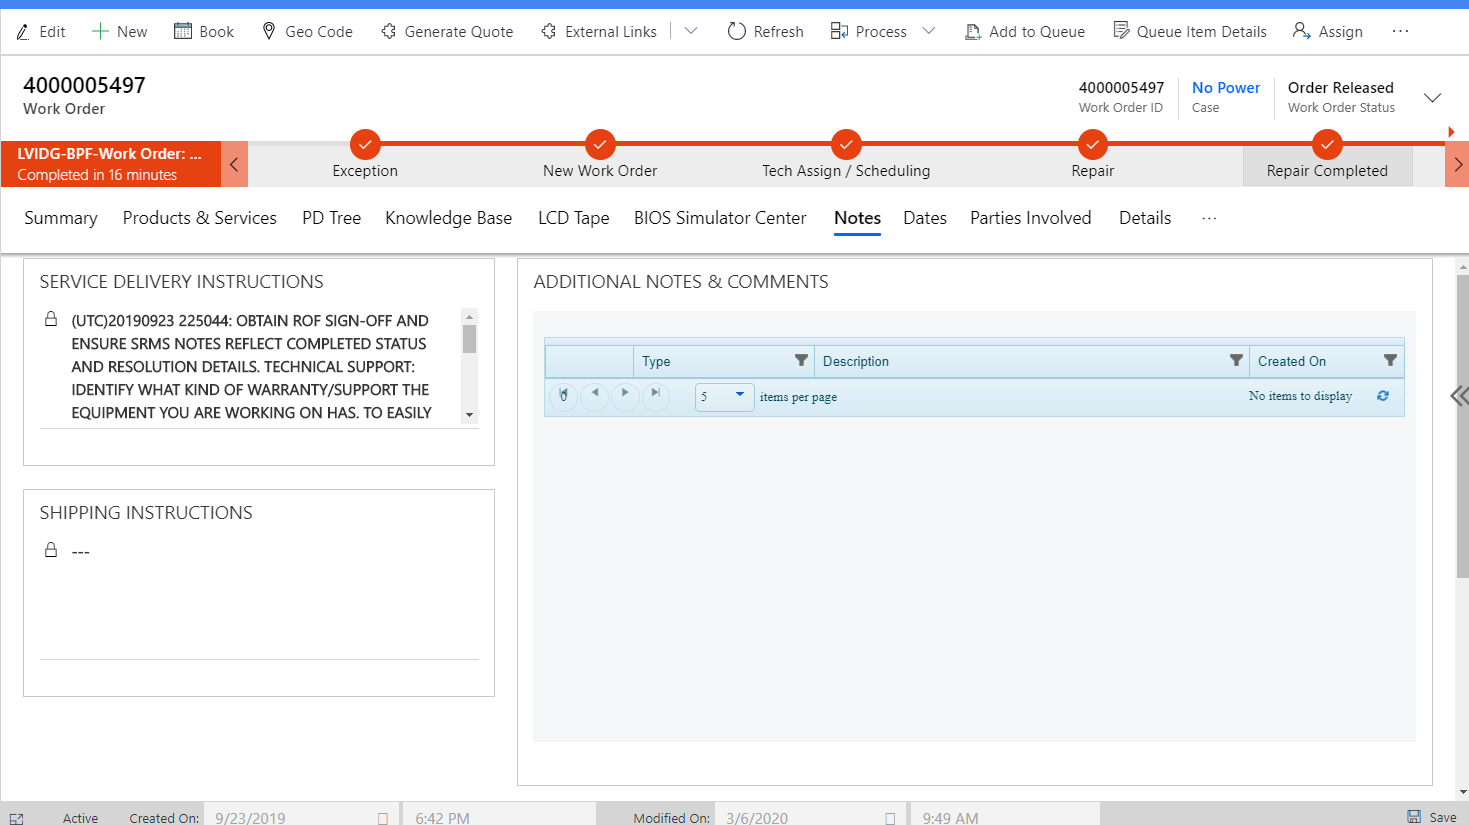 Edit New Book Geo Code Generate Quote External Links Refresh Process Add to Queue Queue Item Details Assign ...
4000005497
Work Order
4000005497 No Power Order Released
Work Order ID Case Work Order Status
LVIDG-BPF-Work Order: ...
Completed in 16 minutes
Exception New Work Order Tech Assign / Scheduling Repair Repair Completed
Summary Products & Services PD Tree Knowledge Base LCD Tape BIOS Simulator Center Notes Dates Parties Involved Details ...
SERVICE DELIVERY INSTRUCTIONS
(UTC)20190923 225044: OBTAIN ROF SIGN-OFF AND
ENSURE SRMS NOTES REFLECT COMPLETED STATUS
AND RESOLUTION DETAILS. TECHNICAL SUPPORT:
IDENTIFY WHAT KIND OF WARRANTY/SUPPORT THE
EQUIPMENT YOU ARE WORKING ON HAS. TO EASILY
SHIPPING INSTRUCTIONS
---
ADDITIONAL NOTES & COMMENTS
Type Description Created On
0 5 items per page No items to display
Active Created On: 9/23/2019 6:42 PM Modified On: 3/6/2020 9:49 AM Save